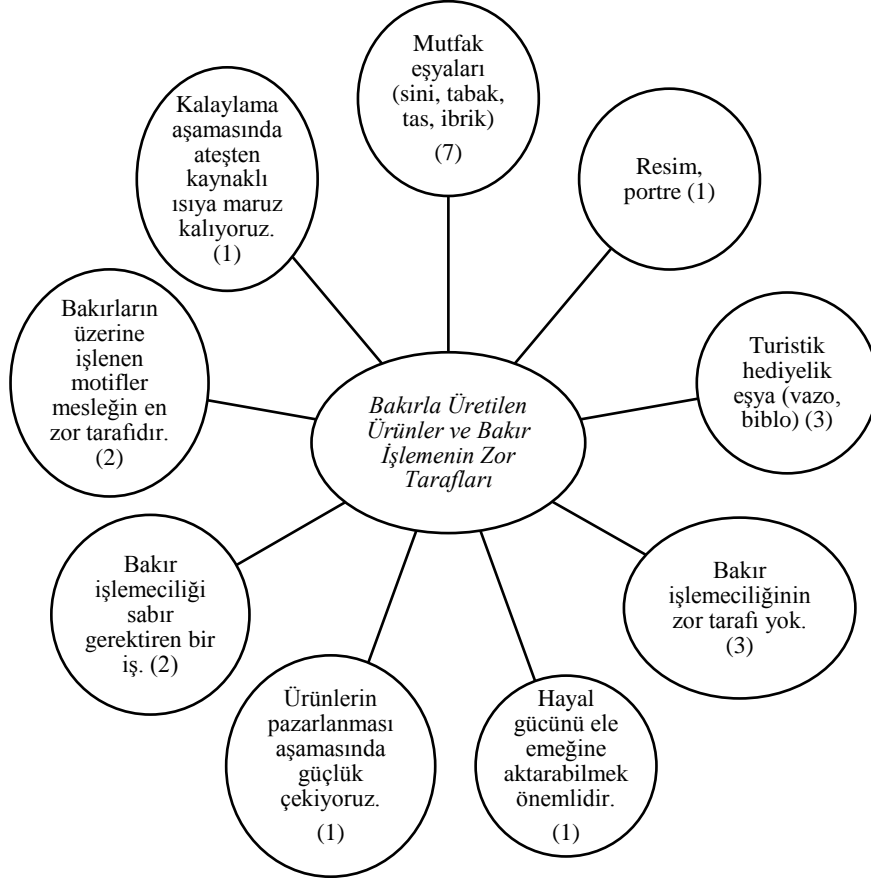 Mutfak
eşyaları
(sini, tabak,
tas, ibrik)
(7)
Resim,
portre (1)
Turistik
hediyelik
eşya (vazo,
biblo) (3)
Bakır
işlemeciliğinin
zor tarafı yok.
(3)
Hayal
gücünü ele
emeğine
aktarabilmek
önemlidir.
(1)
Ürünlerin
pazarlanması
aşamasında
güçlük
çekiyoruz.
(1)
Bakır
işlemeciliği
sabır
gerektiren bir
iş. (2)
Bakırların
üzerine
işlenen
motifler
mesleğin en
zor tarafıdır.
(2)
Kalaylama
aşamasında
ateşten
kaynaklı
ısıya maruz
kalıyoruz.
(1)
Bakırla Üretilen
Ürünler ve Bakır
İşlemenin Zor
Tarafları